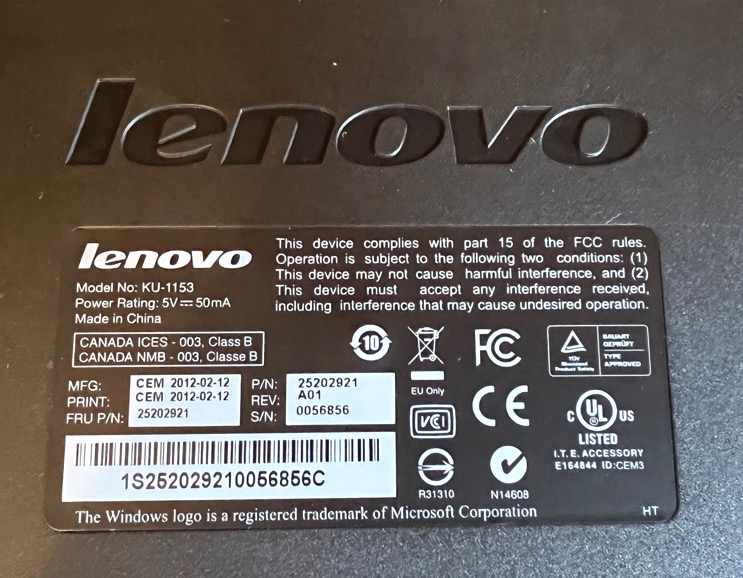 lenovo
lenovo
Model No: KU-1153
Power Rating: 5V⎓50mA
Made in China
This device complies with part 15 of the FCC rules.
Operation is subject to the following two conditions: (1)
This device may not cause harmful interference, and (2)
This device must accept any interference received,
including interference that may cause undesired operation.
CANADA ICES - 003, Class B
CANADA NMB - 003, Classe B
10
EU Only
FC
TÜV
Rheinland
Product Safety
BAUART
GEPRÜFT
TYPE
APPROVED
MFG: CEM 2012-02-12
PRINT: CEM 2012-02-12
FRU P/N: 25202921
P/N: 25202921
REV: A01
S/N: 0056856
VCI
CE
C UL US
LISTED
I.T.E. ACCESSORY
E164844 ID:CEM3
1S252029210056856C
R31310
N14608
The Windows logo is a registered trademark of Microsoft Corporation
HT